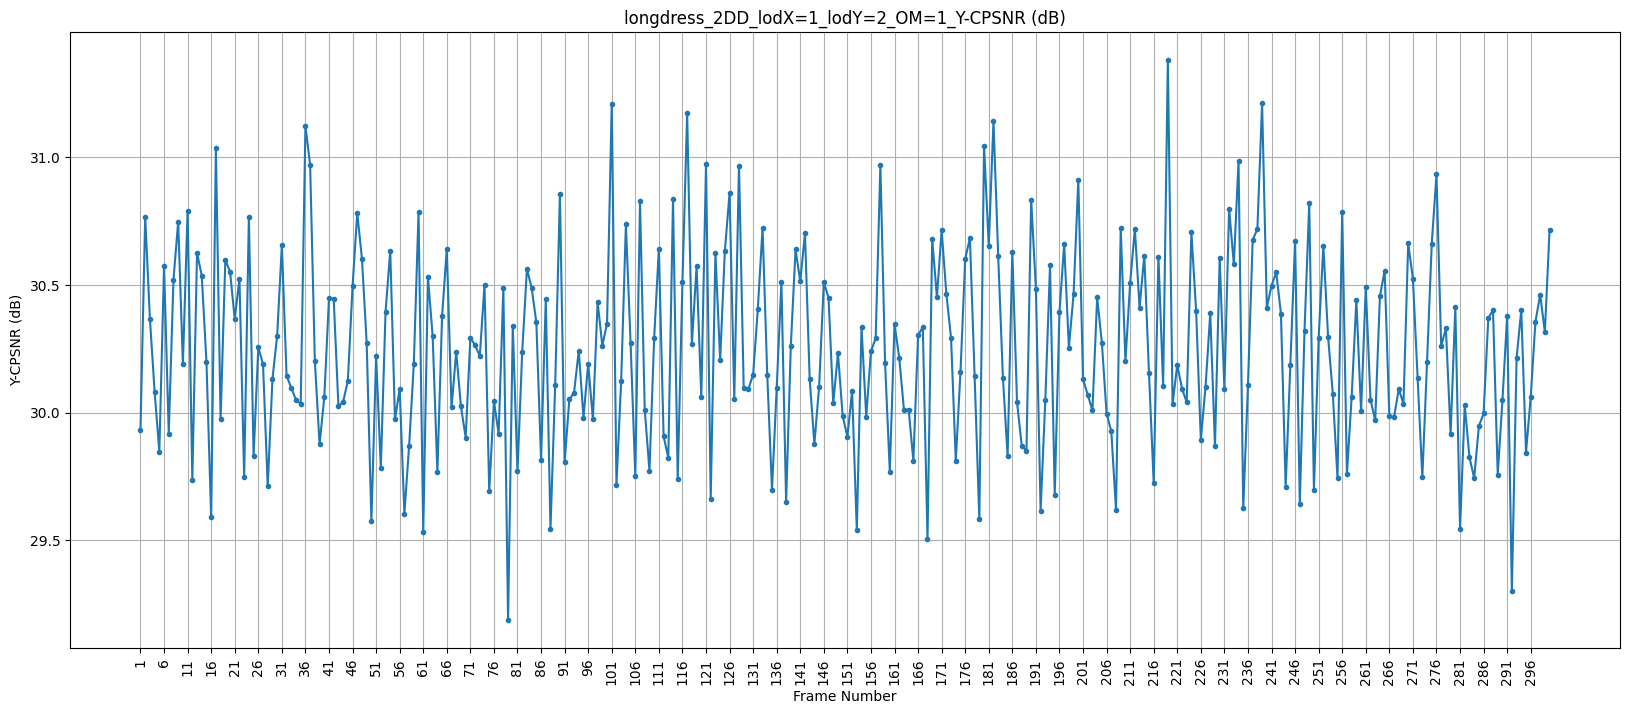 longdress_2DD_lodX=1_lodY=2_OM=1_Y-CPSNR (dB)
Y-CPSNR (dB)
31.0
30.5
30.0
29.5
1 6 11 16 21 26 31 36 41 46 51 56 61 66 71 76 81 86 91 96 101 106 111 116 121 126 131 136 141 146 151 156 161 166 171 176 181 186 191 196 201 206 211 216 221 226 231 236 241 246 251 256 261 266 271 276 281 286 291 296
Frame Number